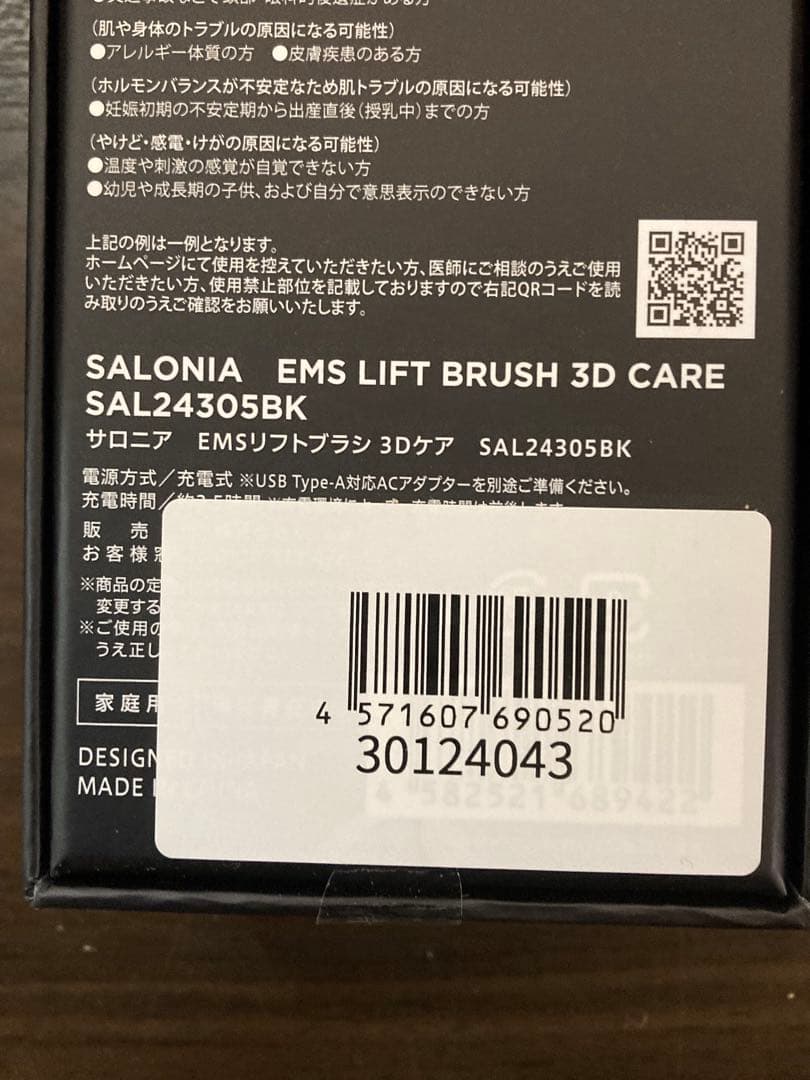 (肌や身体のトラブルの原因になる可能性)
●アレルギー体質の方　●皮膚疾患のある方
(ホルモンバランスが不安定なため肌トラブルの原因になる可能性)
●妊娠初期の不安定期から出産直後(授乳中)までの方
(やけど・感電・けがの原因になる可能性)
●温度や刺激の感覚が自覚できない方
●幼児や成長期の子供、および自分で意思表示のできない方
上記の例は一例となります。
ホームページにて使用を控えていただきたい方、医師にご相談のうえご使用
いただきたい方、使用禁止部位を記載しておりますので右記QRコードを読
み取りのうえご確認をお願いいたします。
SALONIA　EMS LIFT BRUSH 3D CARE
SAL24305BK
サロニア　EMSリフトブラシ 3Dケア　SAL24305BK
電源方式／充電式 ※USB Type-A対応ACアダプターを別途ご準備ください。
充電時間／
販　売
お客様
※商品の定
変更する
※ご使用の
うえ正し
家庭用
DESIGNED IN JAPAN
MADE
4 571607 690520
30124043
4 582521 689422